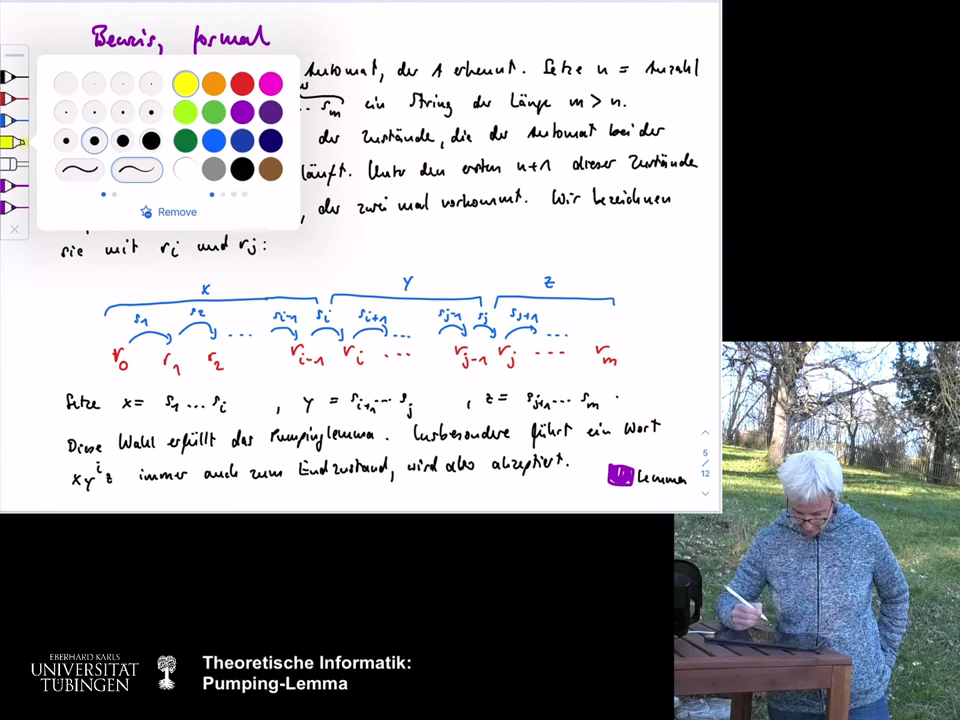 Beweis, formal
Automat, der A erkennt. Setze n = Anzahl
... sm ein String der Länge m > n.
der Zustände, die der Automat bei der
läuft. Unter den ersten n+1 dieser Zustände
, der zwei mal vorkommt. Wir bezeichnen
sie mit ri und rj:
x y z
s1 s2 ... si-1 si si+1 ... sj-1 sj sj+1 ...
r0 r1 r2 ri-1 ri ... rj-1 rj ... rm
Setze x = s1 ... si , y = si+1 ... sj , z = sj+1 ... sm .
Diese Wahl erfüllt das Pumpinglemma. Insbesondere führt ein Wort
xy^i z immer auch zum Endzustand, wird also akzeptiert.
Lemma
Remove
5
/
12
EBERHARD KARLS
UNIVERSITÄT
TÜBINGEN
Theoretische Informatik:
Pumping-Lemma